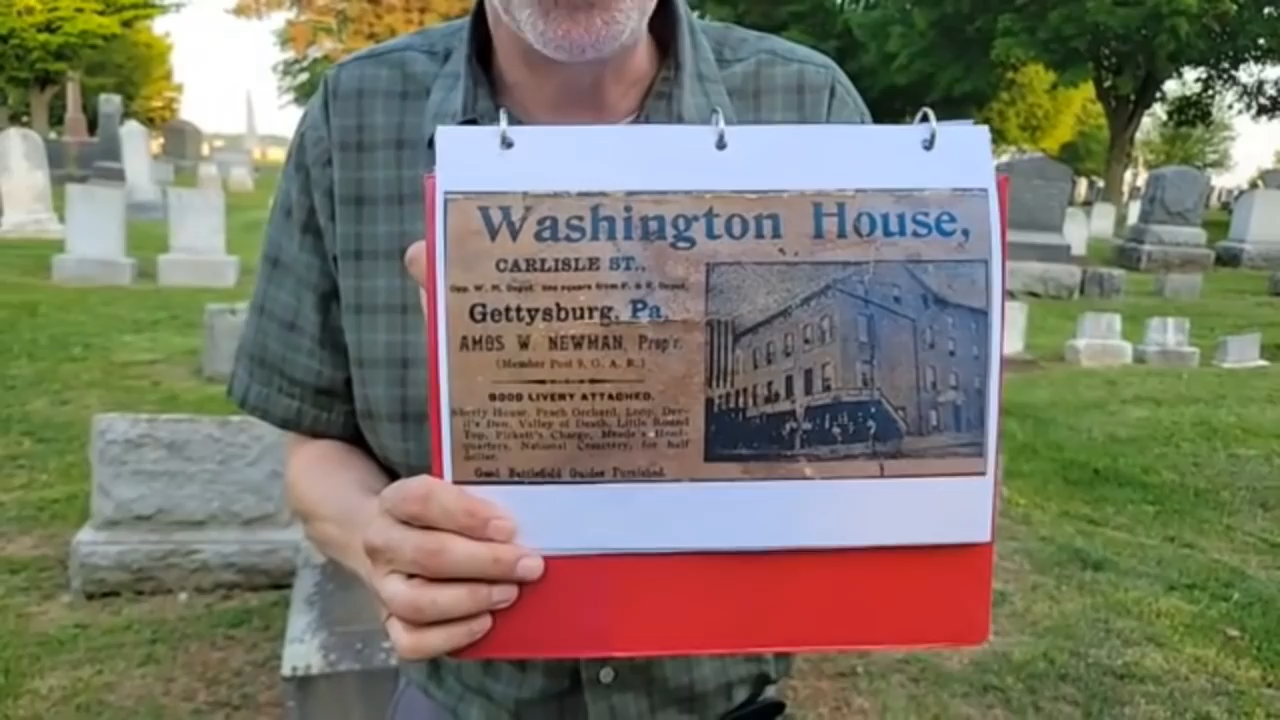 Washington House,
CARLISLE ST.,
Opp. W. M. Depot, one square from P. & R. Depot,
Gettysburg, Pa,
AMOS W. NEWMAN, Prop'r.
(Member Post 9, G. A. R.)
GOOD LIVERY ATTACHED.
Sherfy House, Peach Orchard, Loop, Dev-
il's Den, Valley of Death, Little Round
Top, Pickett's Charge, Meade's Head-
quarters, National Cemetery, for half
dollar.
Good Battlefield Guides Furnished.